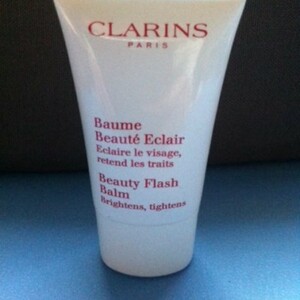 CLARINS
PARIS
Baume
Beauté Eclair
Eclaire le visage,
retend les traits
Beauty Flash
Balm
Brightens, tightens